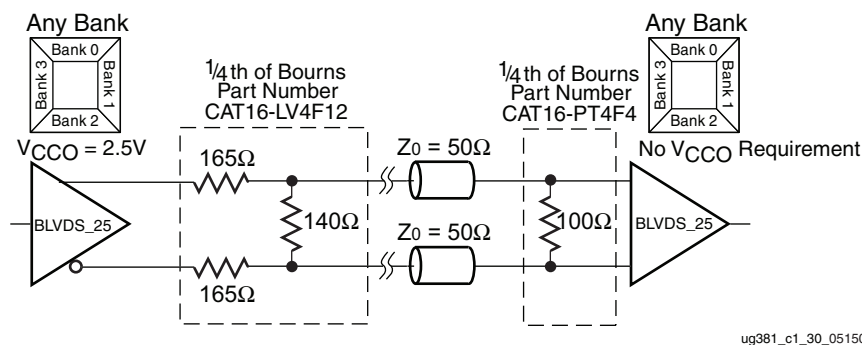 Any Bank
Bank 0
Bank 3
Bank 1
Bank 2
VCCO = 2.5V
1/4th of Bourns
Part Number
CAT16-LV4F12
1/4th of Bourns
Part Number
CAT16-PT4F4
Any Bank
Bank 0
Bank 3
Bank 1
Bank 2
No VCCO Requirement
BLVDS_25
165Ω
140Ω
165Ω
Z0 = 50Ω
Z0 = 50Ω
100Ω
BLVDS_25
ug381_c1_30_05150